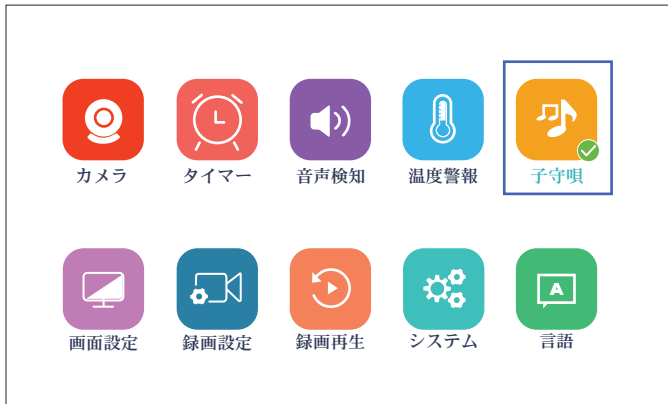 カメラ
タイマー
音声検知
温度警報
子守唄
A
画面設定
録画設定
録画再生
システム
言語